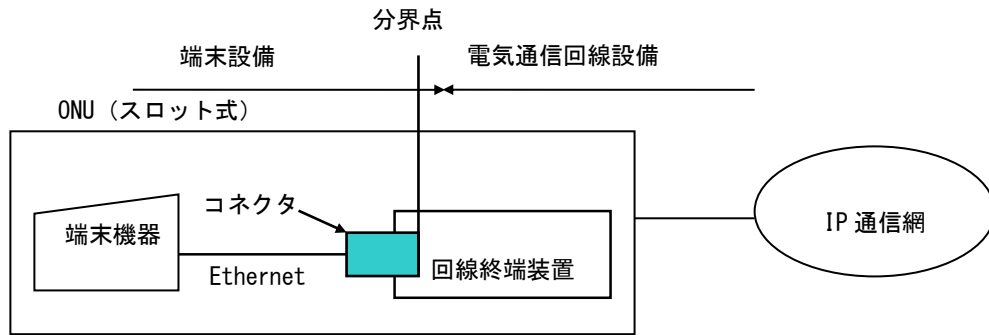 分界点
端末設備
電気通信回線設備
ONU（スロット式）
コネクタ
端末機器
Ethernet
回線終端装置
IP 通信網